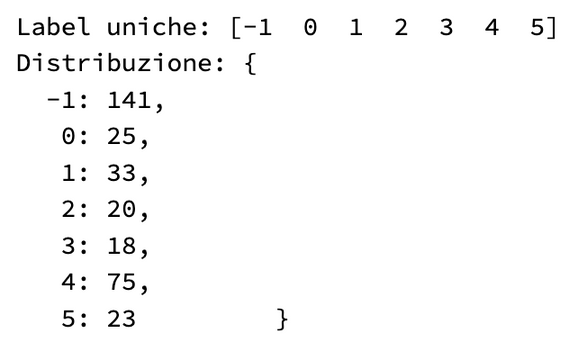 Label uniche: [-1  0  1  2  3  4  5]
Distribuzione: {
  -1: 141,
   0: 25,
   1: 33,
   2: 20,
   3: 18,
   4: 75,
   5: 23         }